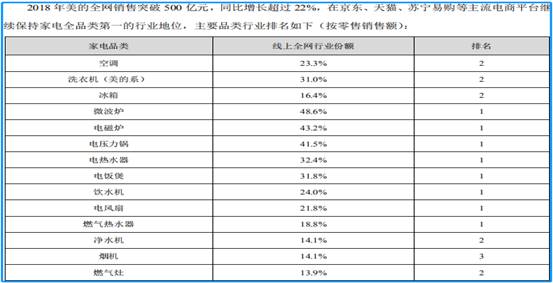 2018 年美的全网销售突破 500 亿元，同比增长超过 22%，在京东、天猫、苏宁易购等主流电商平台继
续保持家电全品类第一的行业地位，主要品类行业排名如下（按零售销售额）：
家电品类 线上全网行业份额 排名
空调 23.3% 2
洗衣机（美的系） 31.0% 2
冰箱 16.4% 2
微波炉 48.6% 1
电磁炉 43.2% 1
电压力锅 41.5% 1
电热水器 32.4% 1
电饭煲 31.8% 1
饮水机 24.0% 1
电风扇 21.8% 1
燃气热水器 18.8% 1
净水机 14.1% 2
烟机 14.1% 3
燃气灶 13.9% 2